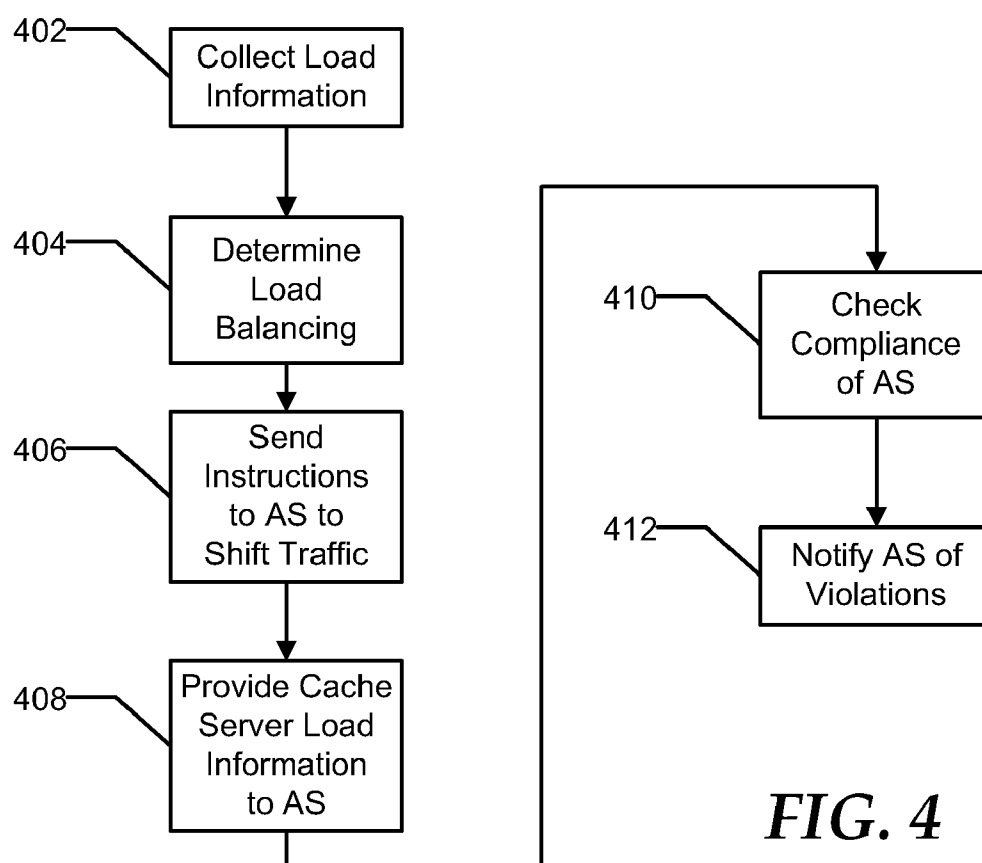 402
Collect Load
Information
404
Determine
Load
Balancing
406
Send
Instructions
to AS to
Shift Traffic
408
Provide Cache
Server Load
Information
to AS
410
Check
Compliance
of AS
412
Notify AS of
Violations
FIG. 4